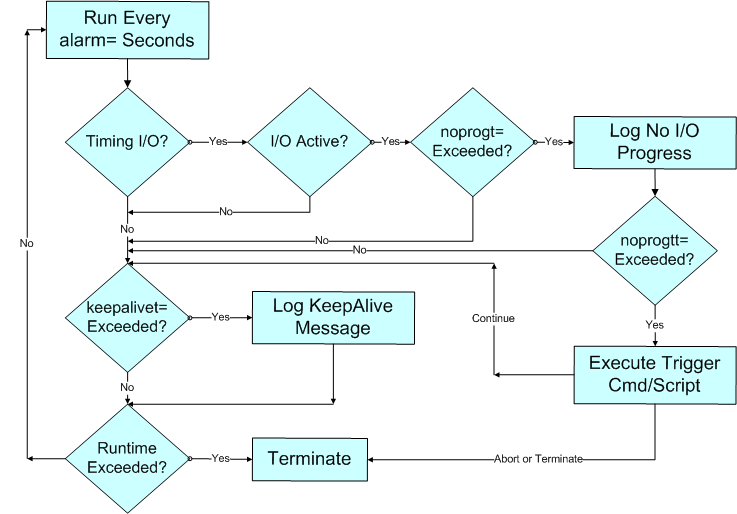 Run Every
alarm= Seconds
Timing I/O?
Yes
I/O Active?
Yes
noprogt=
Exceeded?
Yes
Log No I/O
Progress
No
No
No
No
No
noprogtt=
Exceeded?
keepalivet=
Exceeded?
Yes
Log KeepAlive
Message
Continue
Yes
Execute Trigger
Cmd/Script
No
Runtime
Exceeded?
Yes
Terminate
Abort or Terminate